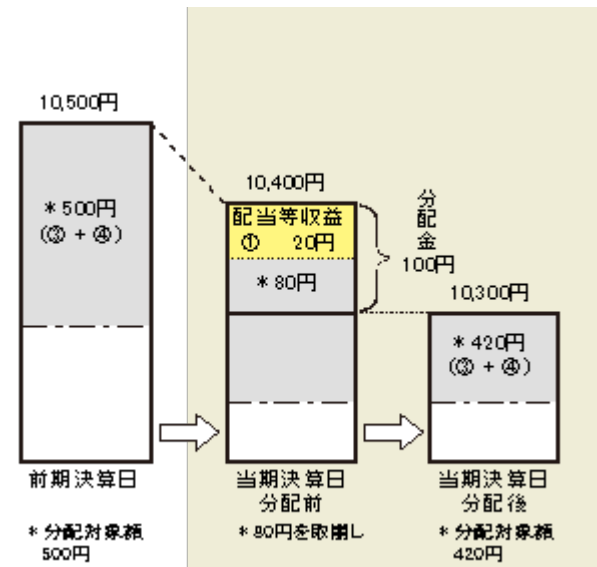 10,500円
*500円
(③ + ④)
前期決算日
*分配対象額
500円
10,400円
配当等収益
① 20円
*80円
分配金
100円
当期決算日
分配前
*80円を取崩し
10,300円
*420円
(③ + ④)
当期決算日
分配後
*分配対象額
420円